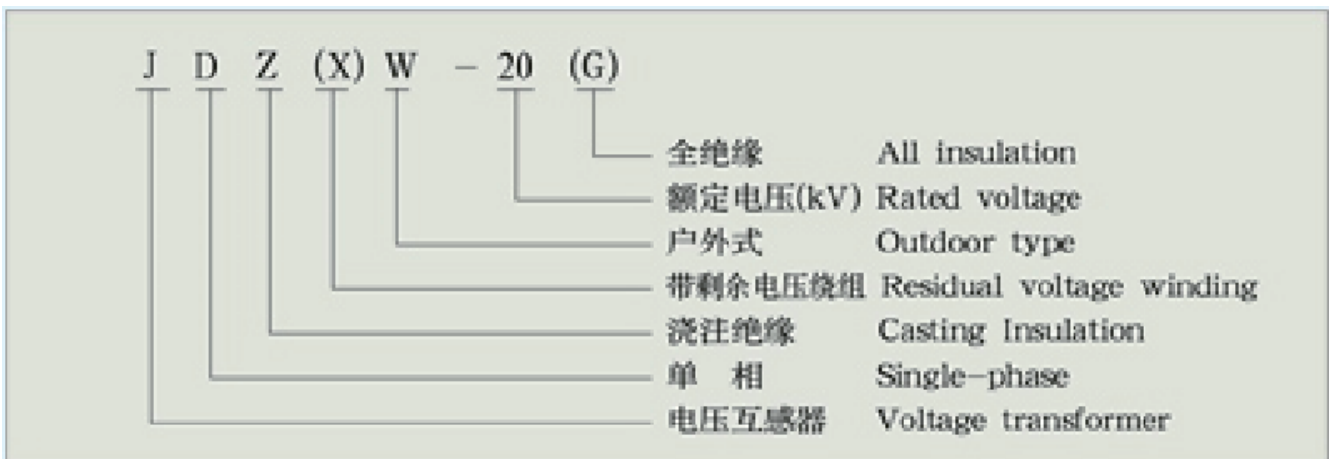 J D Z (X) W - 20 (G)
全绝缘 All insulation
额定电压(kV) Rated voltage
户外式 Outdoor type
带剩余电压绕组 Residual voltage winding
浇注绝缘 Casting Insulation
单 相 Single-phase
电压互感器 Voltage transformer